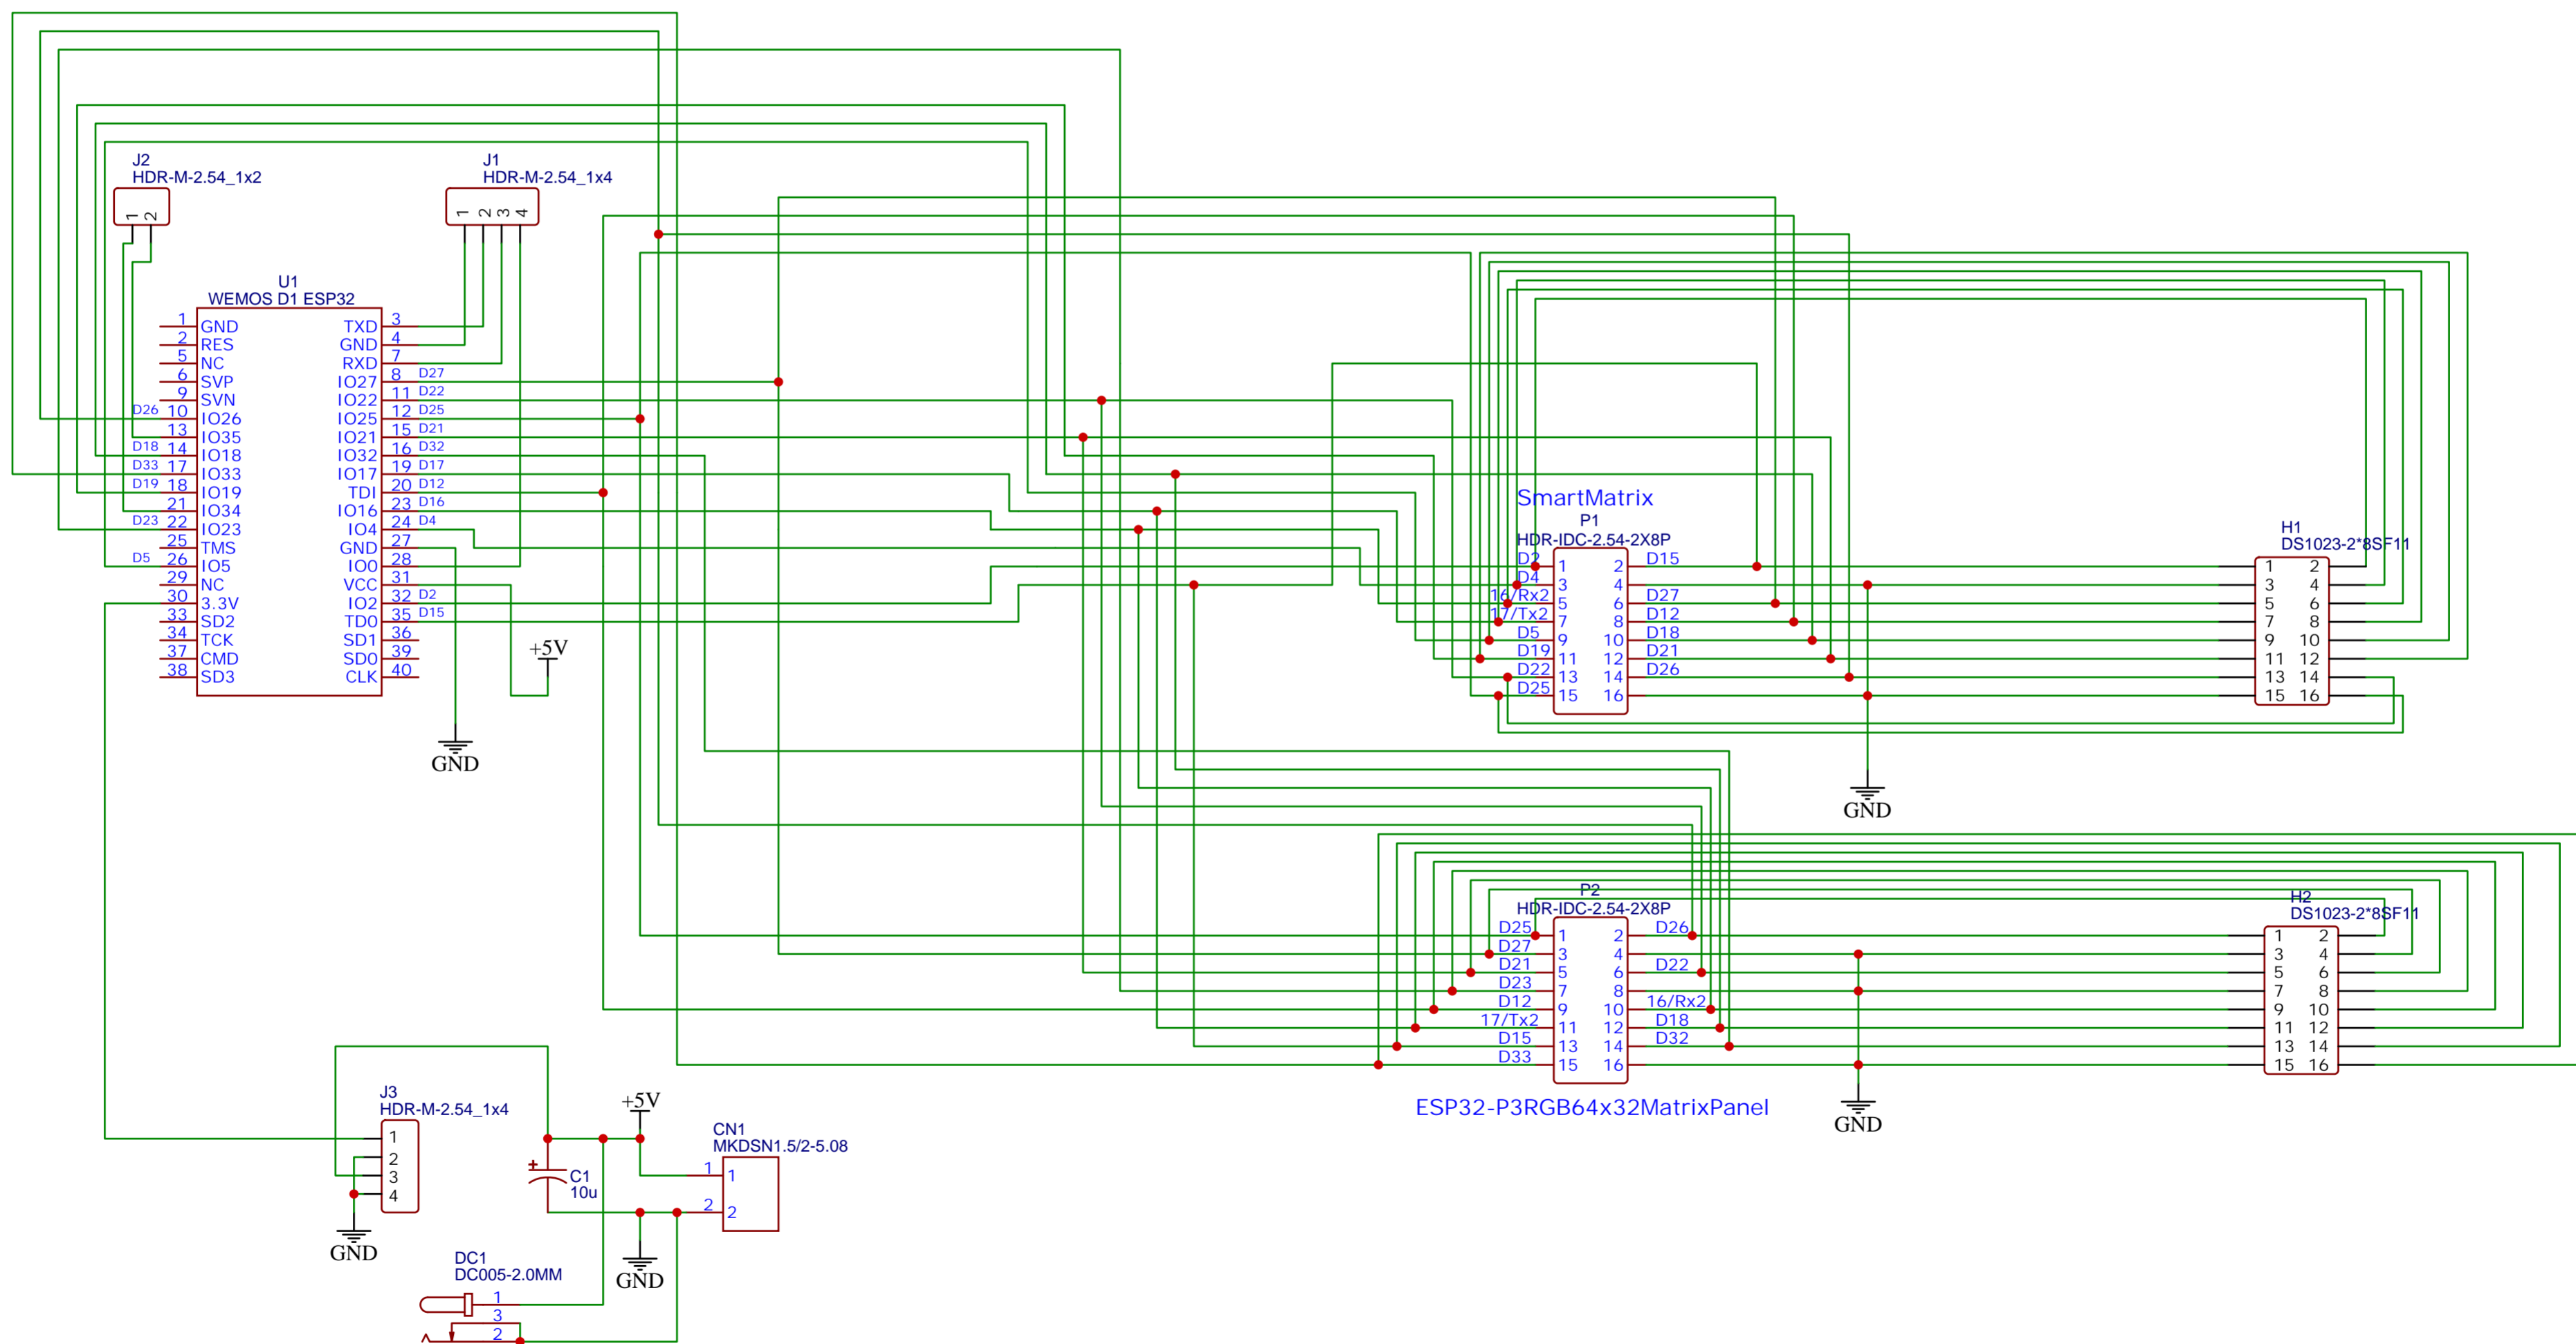 J2
HDR-M-2.54_1x2
1 2
J1
HDR-M-2.54_1x4
1 2 3 4
U1
WEMOS D1 ESP32
1 GND TXD 3
2 RES GND 4
5 NC RXD 7
6 SVP IO27 8 D27
9 SVN IO22 11 D22
D26 10 IO26 IO25 12 D25
13 IO35 IO21 15 D21
D18 14 IO18 IO32 16 D32
D33 17 IO33 IO17 19 D17
D19 18 IO19 TDI 20 D12
21 IO34 IO16 23 D16
D23 22 IO23 IO4 24 D4
25 TMS GND 27
D5 26 IO5 IO0 28
29 NC VCC 31
30 3.3V IO2 32 D2
33 SD2 TD0 35 D15
34 TCK SD1 36
37 CMD SD0 39
38 SD3 CLK 40
+5V
GND
SmartMatrix
P1
HDR-IDC-2.54-2X8P
D2 1 2 D15
D4 3 4
16/Rx2 5 6 D27
17/Tx2 7 8 D12
D5 9 10 D18
D19 11 12 D21
D22 13 14 D26
D25 15 16
GND
H1
DS1023-2*8SF11
1 2
3 4
5 6
7 8
9 10
11 12
13 14
15 16
P2
HDR-IDC-2.54-2X8P
D25 1 2 D26
D27 3 4
D21 5 6 D22
D23 7 8
D12 9 10 16/Rx2
17/Tx2 11 12 D18
D15 13 14 D32
D33 15 16
ESP32-P3RGB64x32MatrixPanel
GND
H2
DS1023-2*8SF11
1 2
3 4
5 6
7 8
9 10
11 12
13 14
15 16
J3
HDR-M-2.54_1x4
1
2
3
4
GND
+5V
+
C1
10u
GND
CN1
MKDSN1.5/2-5.08
1 1
2 2
DC1
DC005-2.0MM
1
3
2